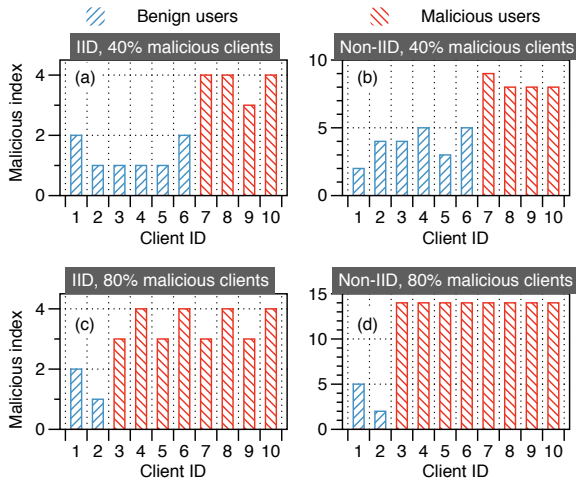 Benign users Malicious users
IID, 40% malicious clients
(a)
Malicious index
4
2
0
1 2 3 4 5 6 7 8 9 10
Client ID
Non-IID, 40% malicious clients
(b)
10
5
0
1 2 3 4 5 6 7 8 9 10
Client ID
IID, 80% malicious clients
(c)
Malicious index
4
2
0
1 2 3 4 5 6 7 8 9 10
Client ID
Non-IID, 80% malicious clients
(d)
15
10
5
0
1 2 3 4 5 6 7 8 9 10
Client ID